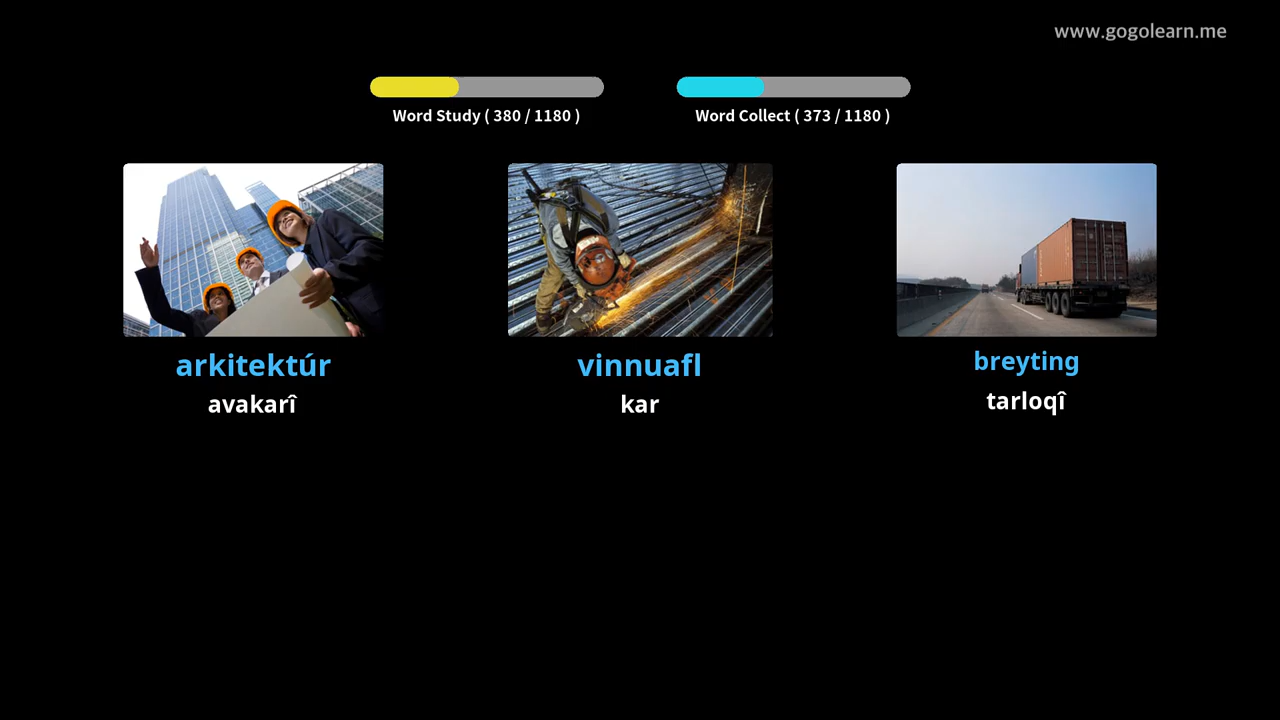 www.gogolearn.me
Word Study ( 380 / 1180 )
Word Collect ( 373 / 1180 )
arkitektúr
avakarî
vinnuafl
kar
breyting
tarloqî